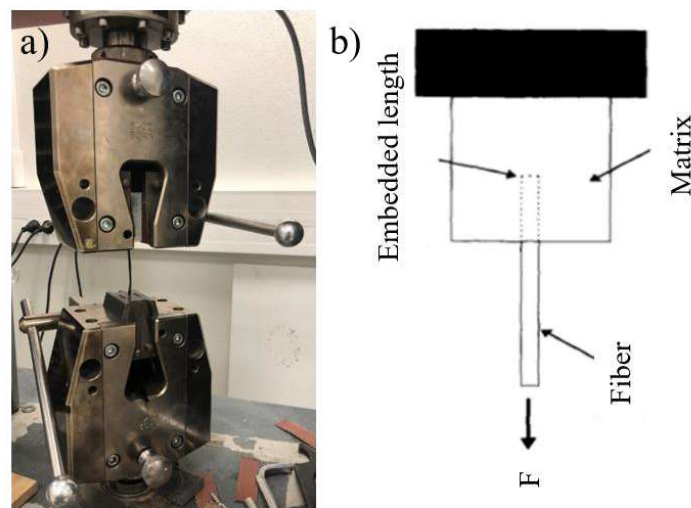 a)
b)
Embedded length
Matrix
Fiber
F